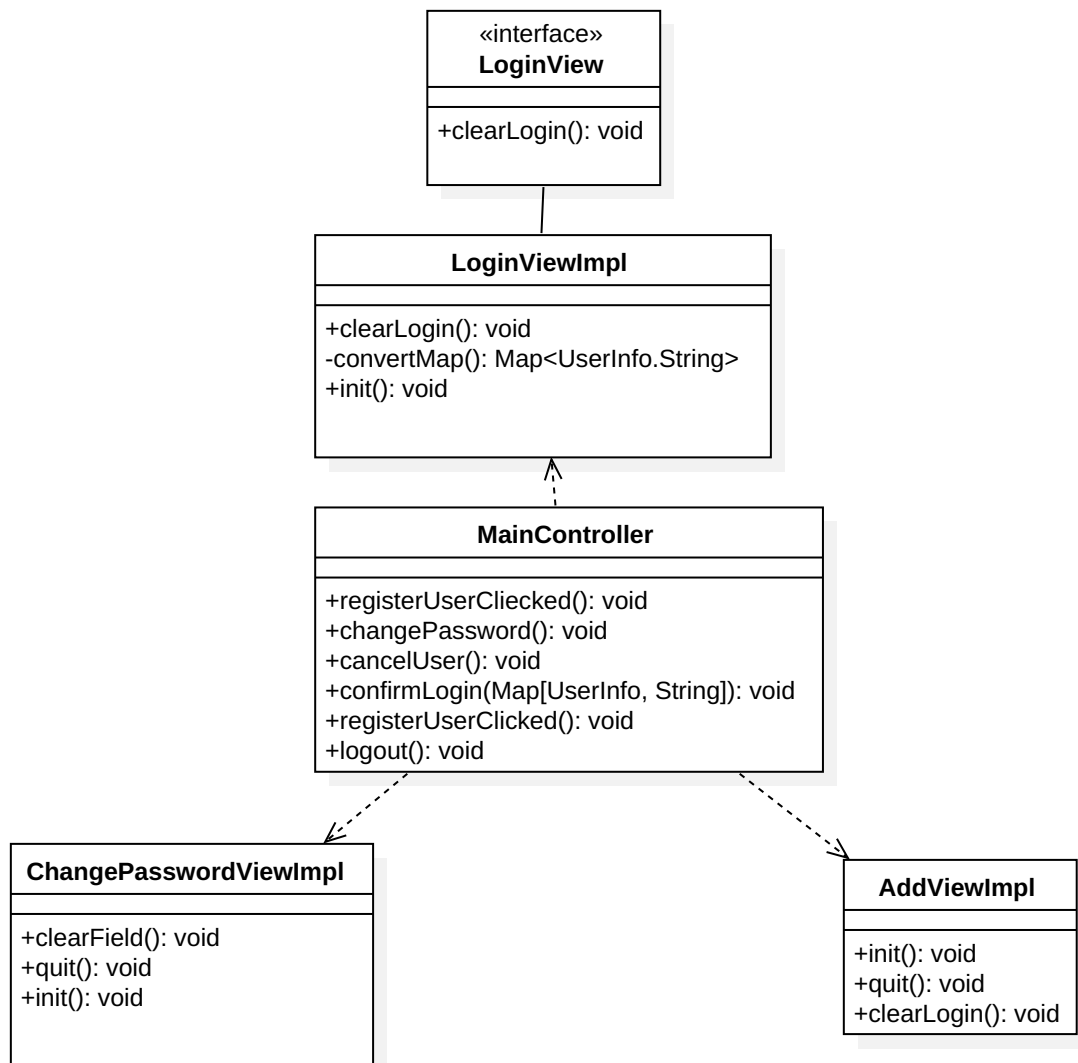 «interface»
LoginView
+clearLogin(): void
LoginViewImpl
+clearLogin(): void
-convertMap(): Map<UserInfo.String>
+init(): void
MainController
+registerUserCliecked(): void
+changePassword(): void
+cancelUser(): void
+confirmLogin(Map[UserInfo, String]): void
+registerUserClicked(): void
+logout(): void
ChangePasswordViewImpl
+clearField(): void
+quit(): void
+init(): void
AddViewImpl
+init(): void
+quit(): void
+clearLogin(): void